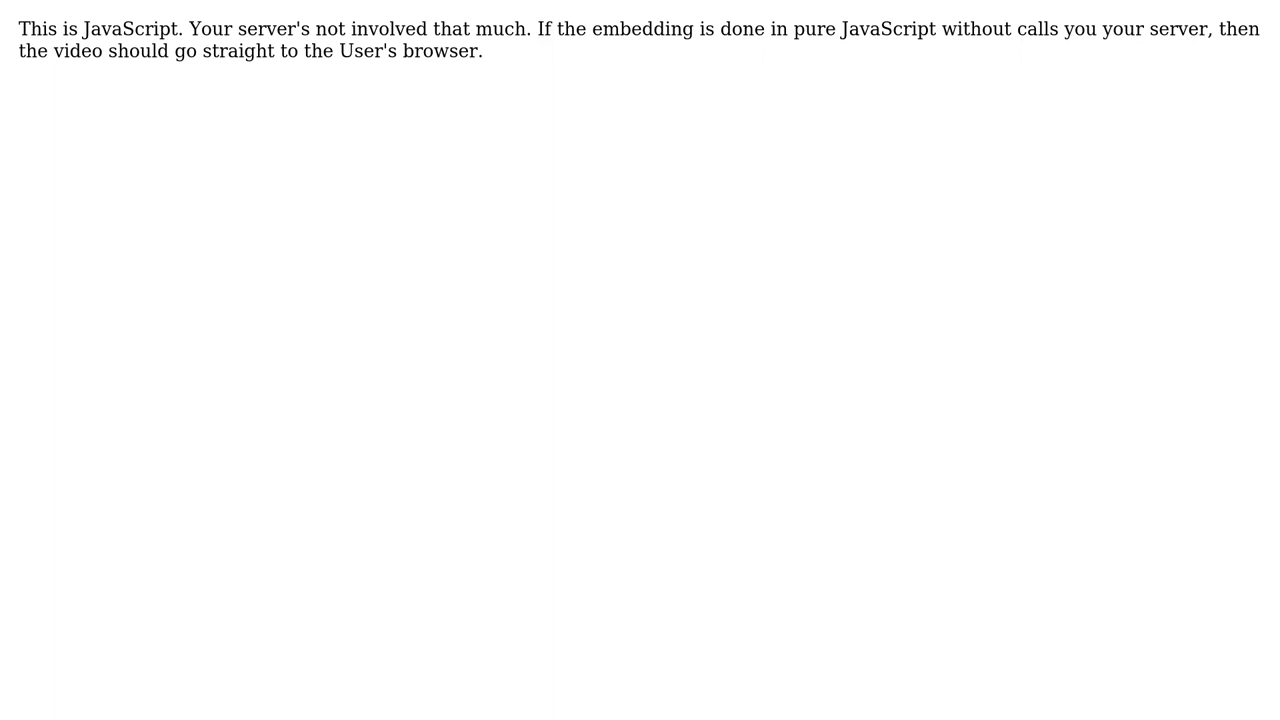 This is JavaScript. Your server's not involved that much. If the embedding is done in pure JavaScript without calls you your server, then
the video should go straight to the User's browser.